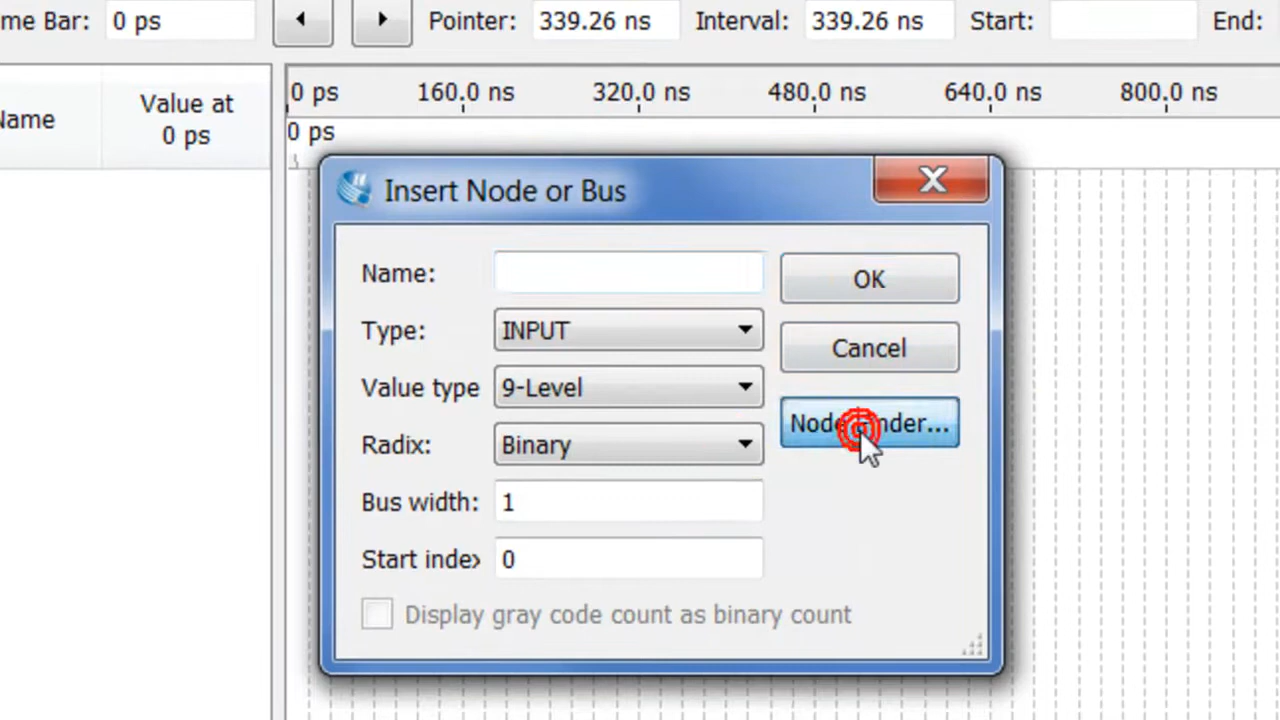 me Bar: 0 ps Pointer: 339.26 ns Interval: 339.26 ns Start: End:
Name Value at 0 ps
0 ps 160.0 ns 320.0 ns 480.0 ns 640.0 ns 800.0 ns
0 ps
Insert Node or Bus
Name:
OK
Type: INPUT
Cancel
Value type 9-Level
Node Finder...
Radix: Binary
Bus width: 1
Start index 0
Display gray code count as binary count